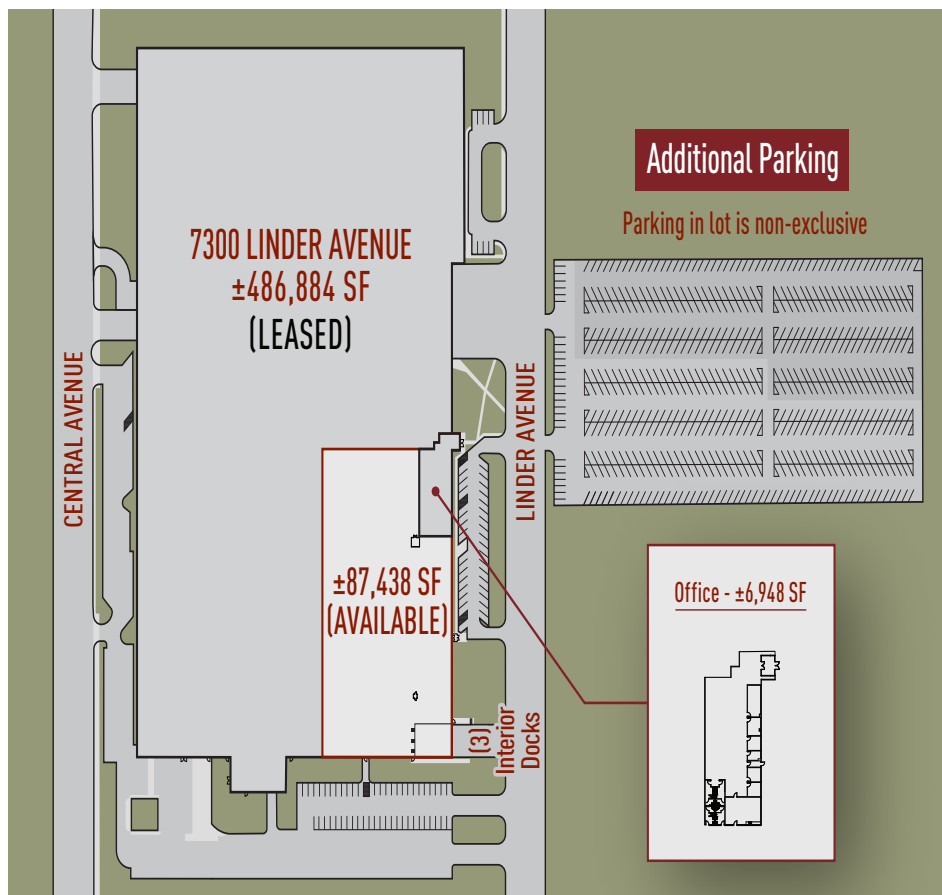 Additional Parking
Parking in lot is non-exclusive
7300 LINDER AVENUE
±486,884 SF
(LEASED)
CENTRAL AVENUE
LINDER AVENUE
±87,438 SF
(AVAILABLE)
Office - ±6,948 SF
(3)
Interior
Docks